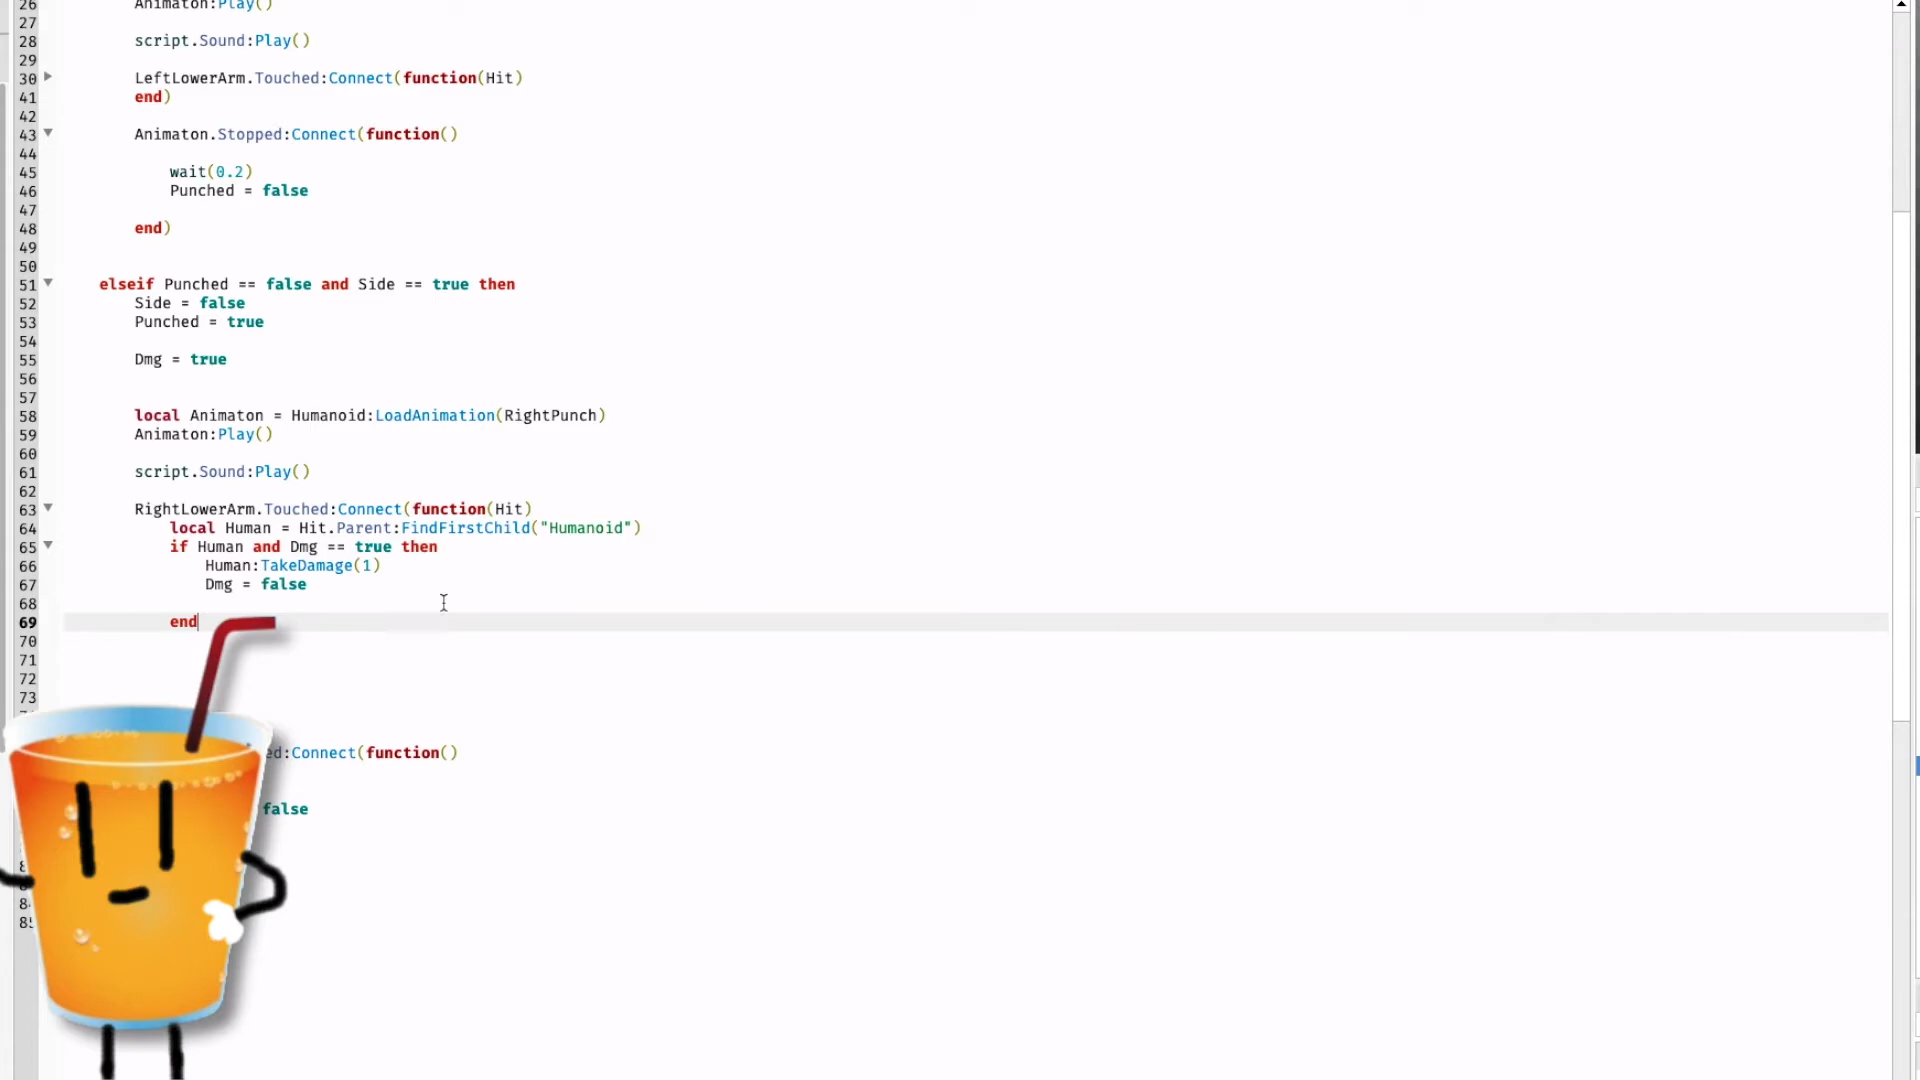 26 Animaton:Play()
27
28 script.Sound:Play()
29
30 LeftLowerArm.Touched:Connect(function(Hit)
41 end)
42
43 Animaton.Stopped:Connect(function()
44
45 wait(0.2)
46 Punched = false
47
48 end)
49
50
51 elseif Punched == false and Side == true then
52 Side = false
53 Punched = true
54
55 Dmg = true
56
57
58 local Animaton = Humanoid:LoadAnimation(RightPunch)
59 Animaton:Play()
60
61 script.Sound:Play()
62
63 RightLowerArm.Touched:Connect(function(Hit)
64 local Human = Hit.Parent:FindFirstChild("Humanoid")
65 if Human and Dmg == true then
66 Human:TakeDamage(1)
67 Dmg = false
68
69 end
70
71
72
73
ed:Connect(function()
false